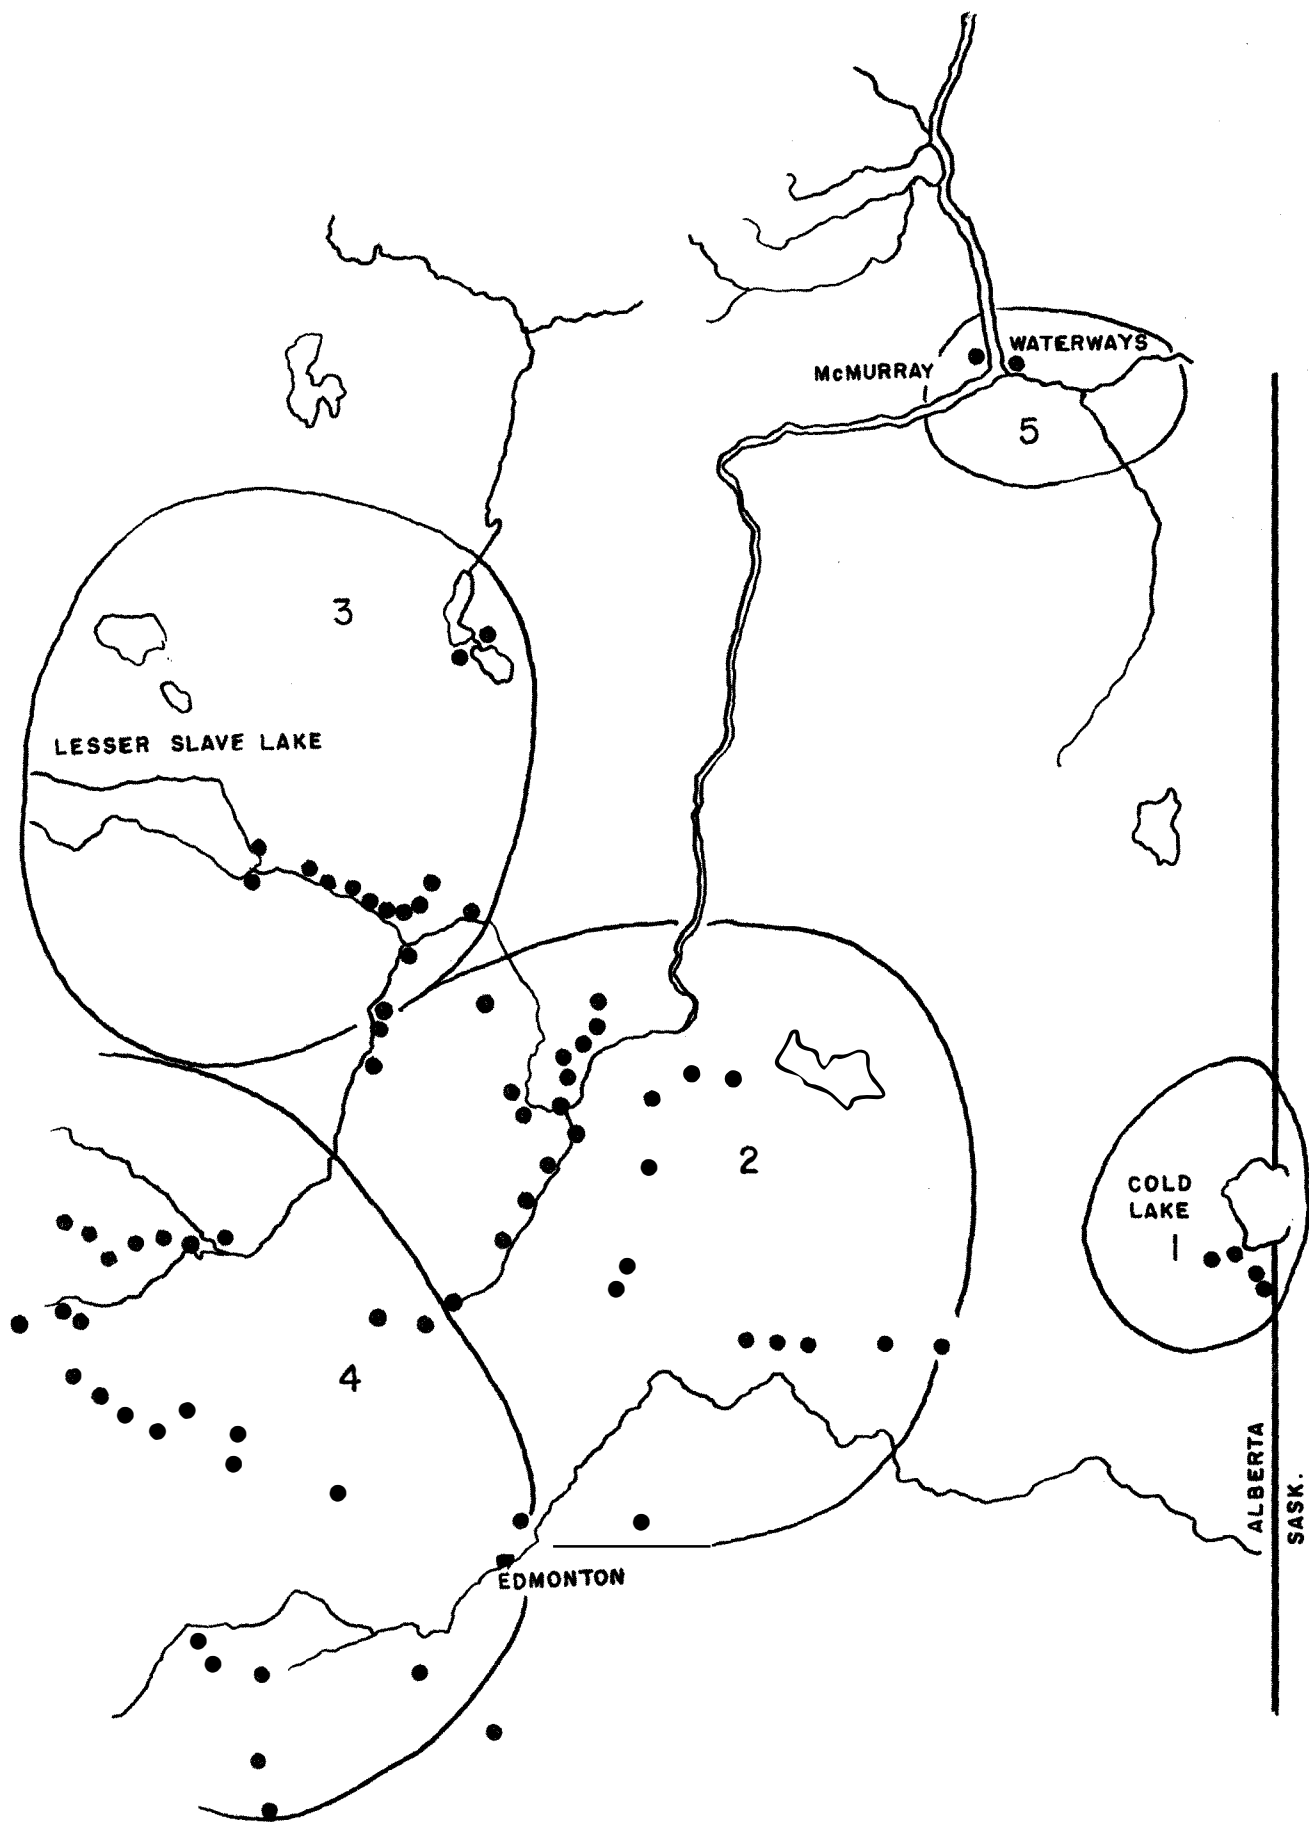 WATERWAYS
McMURRAY
5
3
LESSER SLAVE LAKE
2
COLD
LAKE
1
4
ALBERTA
SASK.
EDMONTON